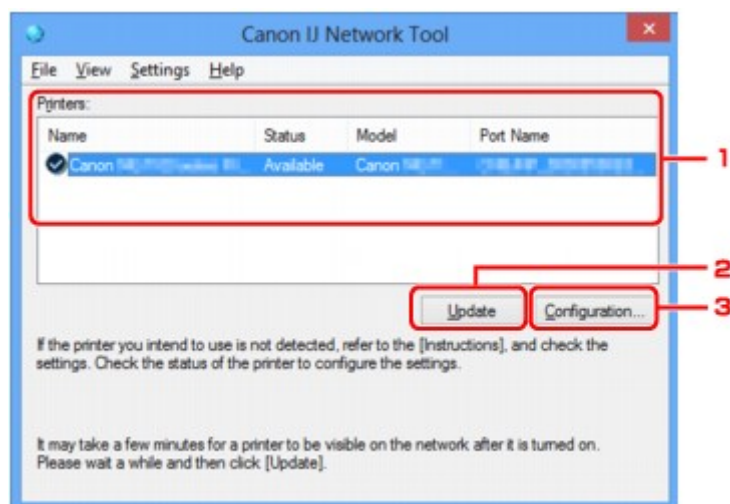 Canon IJ Network Tool
File View Settings Help
Printers:
Name Status Model Port Name
Canon Available Canon
1
2
Update Configuration...
3
If the printer you intend to use is not detected, refer to the [Instructions], and check the
settings. Check the status of the printer to configure the settings.
It may take a few minutes for a printer to be visible on the network after it is turned on.
Please wait a while and then click [Update].